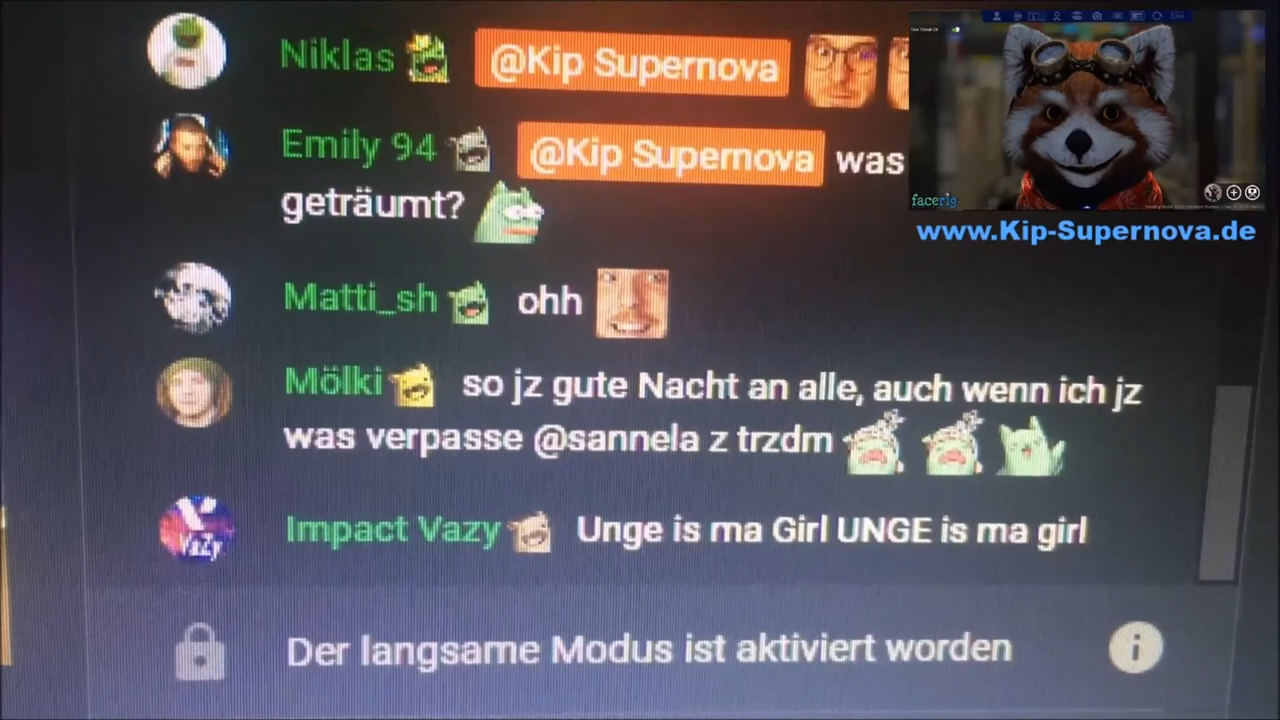 Niklas @Kip Supernova
Emily 94 @Kip Supernova was
geträumt?
Matti_sh ohh
Mölki so jz gute Nacht an alle, auch wenn ich jz
was verpasse @sannela z trzdm
VaZy
Impact Vazy Unge is ma Girl UNGE is ma girl
Der langsame Modus ist aktiviert worden
facerig
www.Kip-Supernova.de